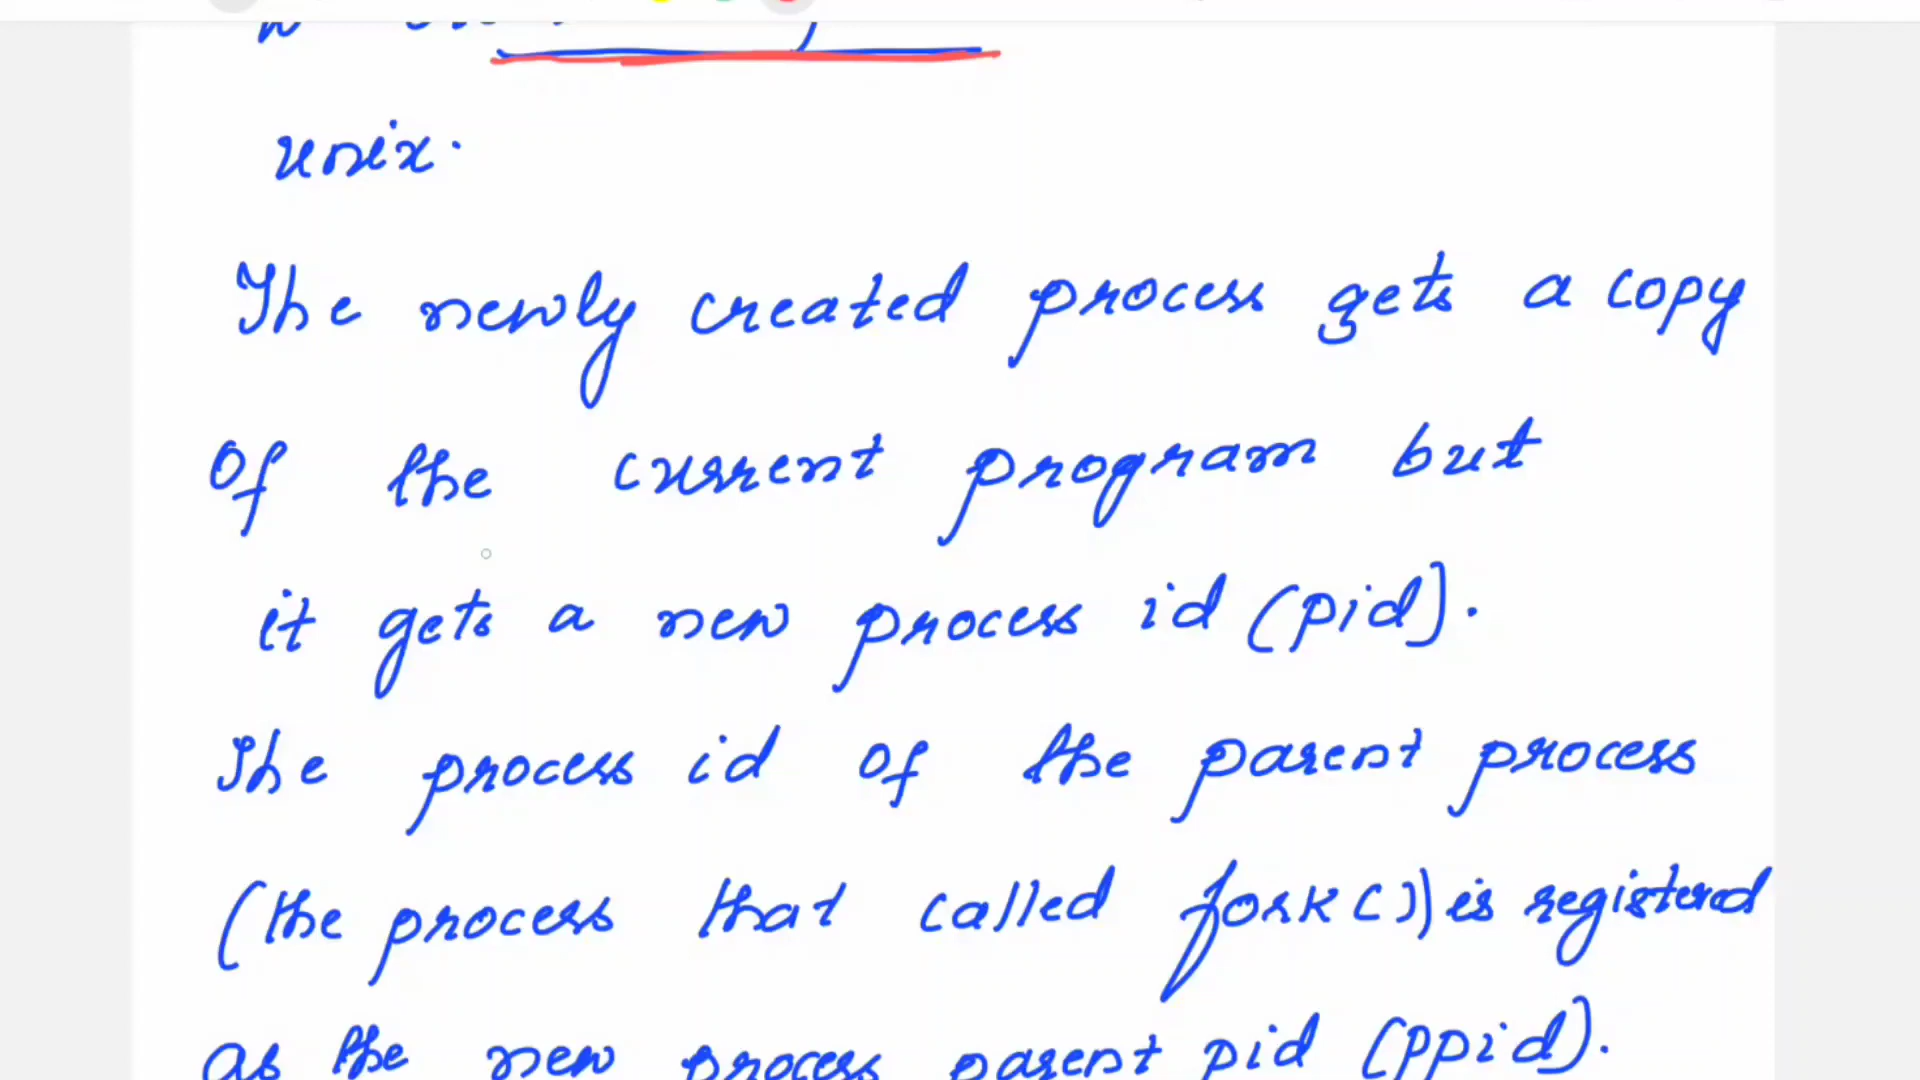 unix.
The newly created process gets a copy
of the current program but
it gets a new process id (pid).
The process id of the parent process
(the process that called fork()) is registered
as the new process parent pid (ppid).